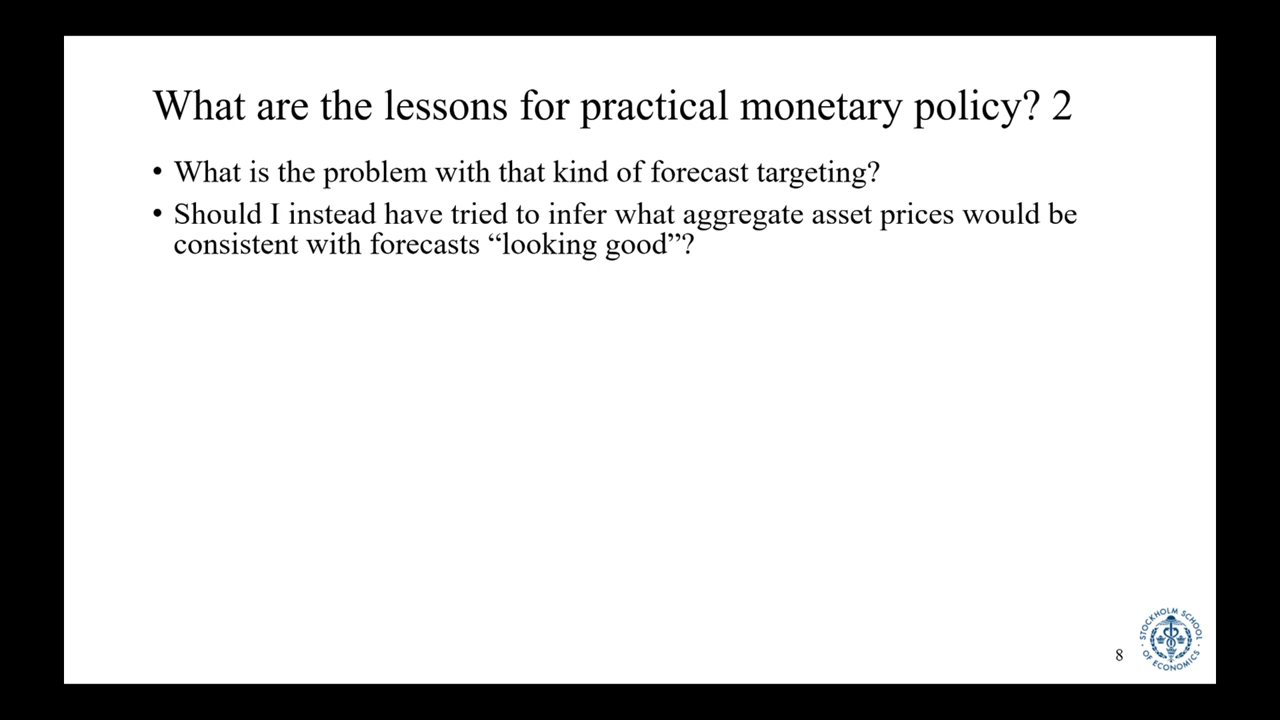 What are the lessons for practical monetary policy? 2
• What is the problem with that kind of forecast targeting?
• Should I instead have tried to infer what aggregate asset prices would be
consistent with forecasts “looking good”?
8
STOCKHOLM SCHOOL
OF ECONOMICS